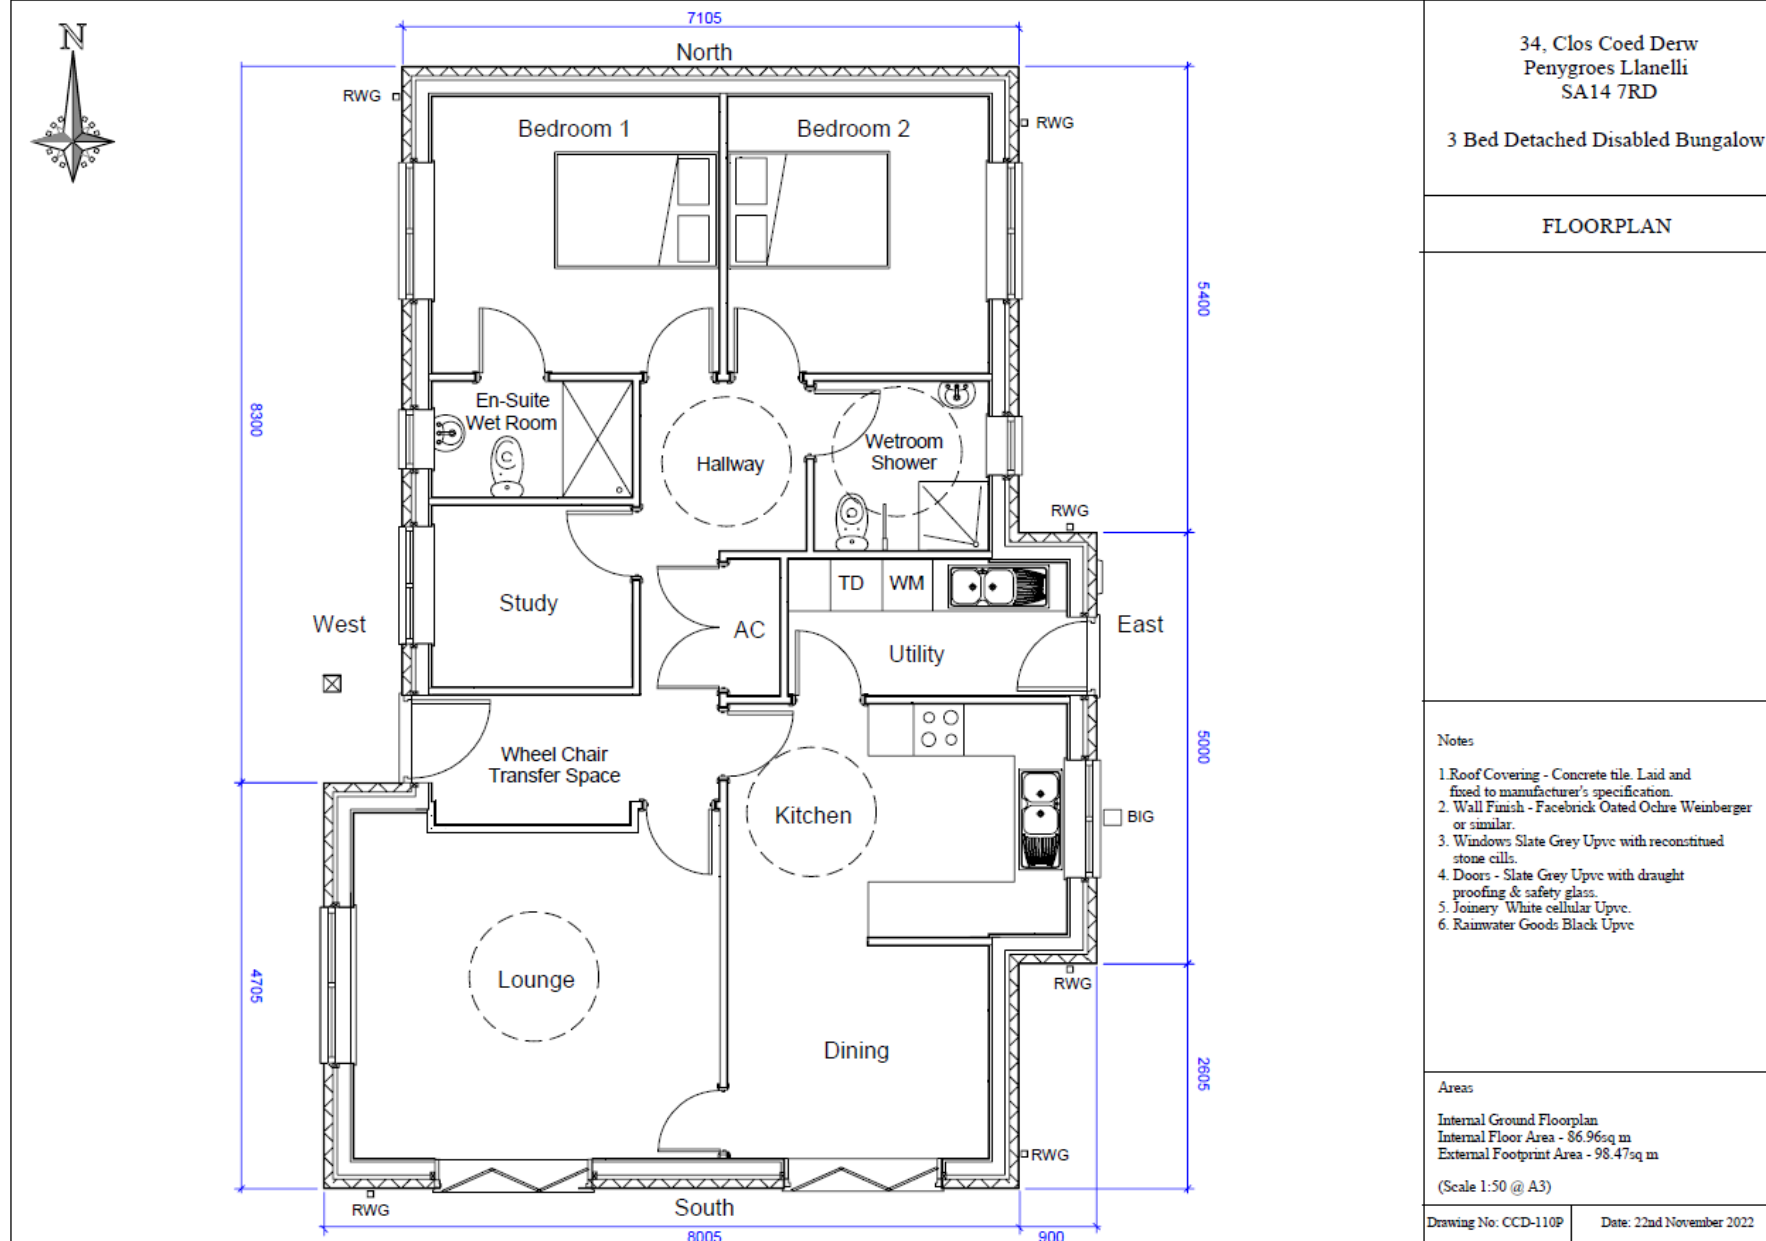 N
7105
North
RWG
Bedroom 1
Bedroom 2
RWG
5400
8300
En-Suite
Wet Room
Hallway
Wetroom
Shower
RWG
Study
TD
WM
West
AC
Utility
East
5000
Wheel Chair
Transfer Space
Kitchen
BIG
Lounge
RWG
4705
Dining
2605
RWG
RWG
South
8005
900
34, Clos Coed Derw
Penygroes Llanelli
SA14 7RD
3 Bed Detached Disabled Bungalow
FLOORPLAN
Notes
1.Roof Covering - Concrete tile. Laid and
fixed to manufacturer's specification.
2. Wall Finish - Facebrick Oated Ochre Weinberger
or similar.
3. Windows Slate Grey Upvc with reconstitued
stone cills.
4. Doors - Slate Grey Upvc with draught
proofing & safety glass.
5. Joinery White cellular Upvc.
6. Rainwater Goods Black Upvc
Areas
Internal Ground Floorplan
Internal Floor Area - 86.96sq m
External Footprint Area - 98.47sq m
(Scale 1:50 @ A3)
Drawing No: CCD-110P
Date: 22nd November 2022